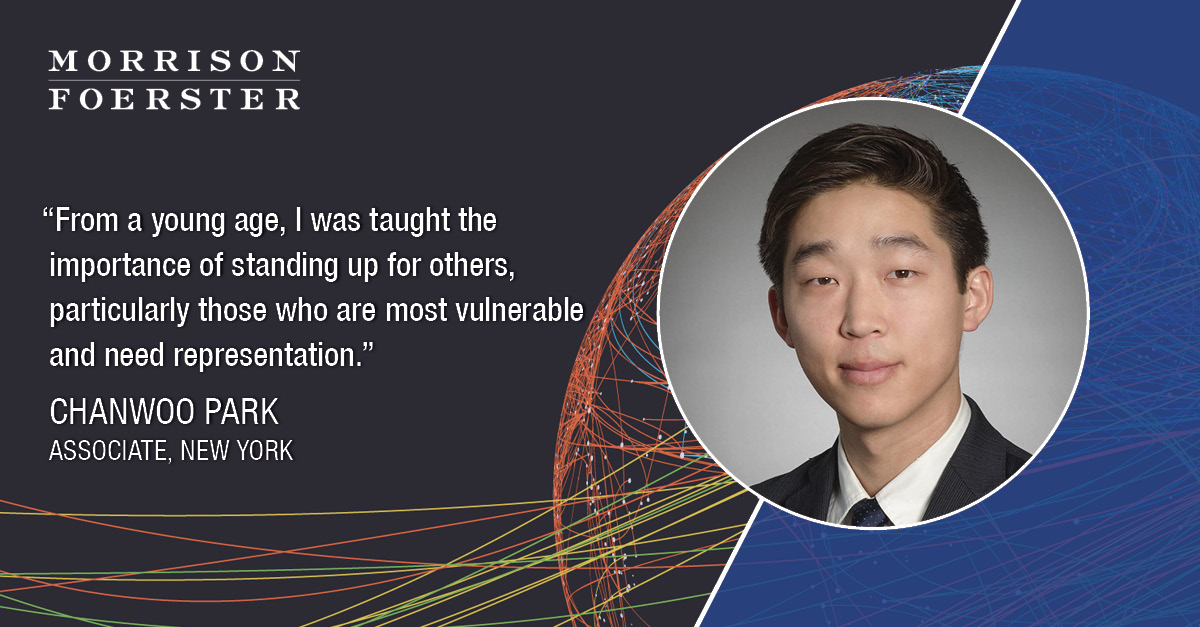 MORRISON
FOERSTER
“From a young age, I was taught the
importance of standing up for others,
particularly those who are most vulnerable
and need representation.”
CHANWOO PARK
ASSOCIATE, NEW YORK